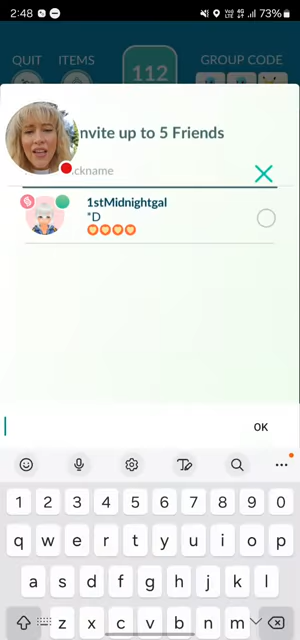 2:48 73%
QUIT ITEMS GROUP CODE
112
nvite up to 5 Friends
ckname
1stMidnightgal
*D
OK
1 2 3 4 5 6 7 8 9 0
q w e r t y u i o p
a s d f g h j k l
z x c v b n m